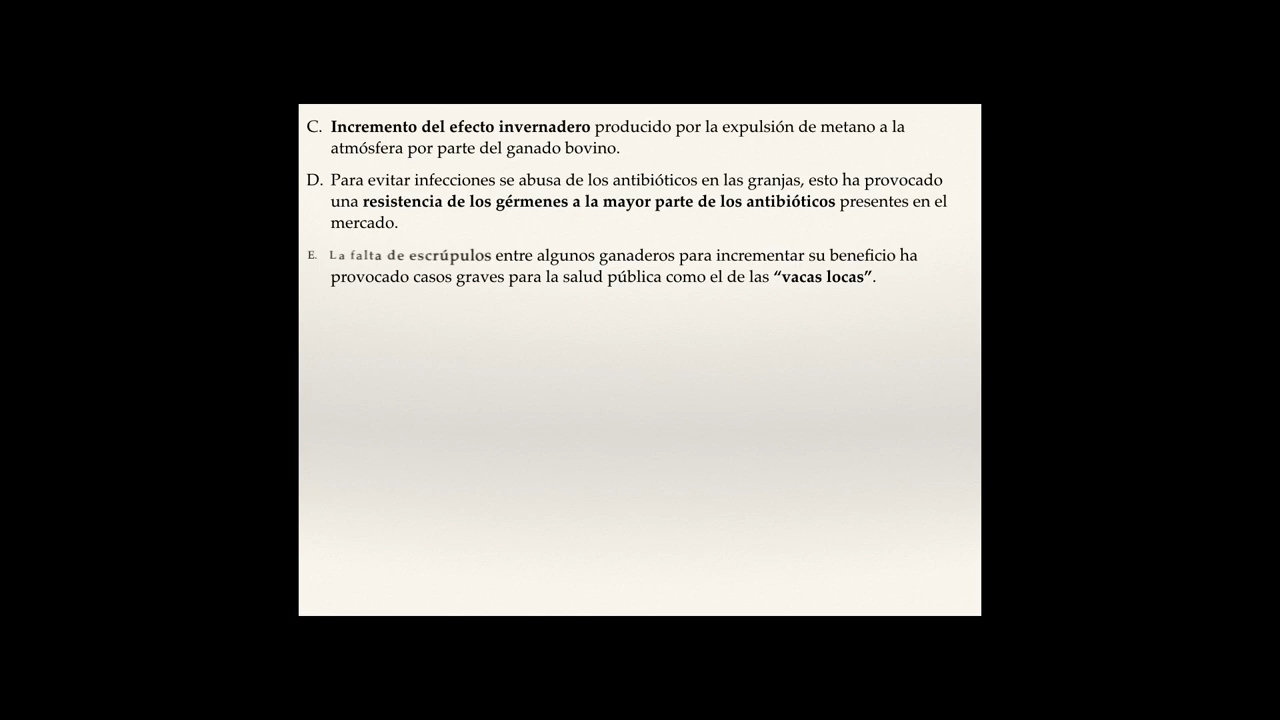 C. Incremento del efecto invernadero producido por la expulsión de metano a la
atmósfera por parte del ganado bovino.
D. Para evitar infecciones se abusa de los antibióticos en las granjas, esto ha provocado
una resistencia de los gérmenes a la mayor parte de los antibióticos presentes en el
mercado.
E. La falta de escrúpulos entre algunos ganaderos para incrementar su beneficio ha
provocado casos graves para la salud pública como el de las “vacas locas”.